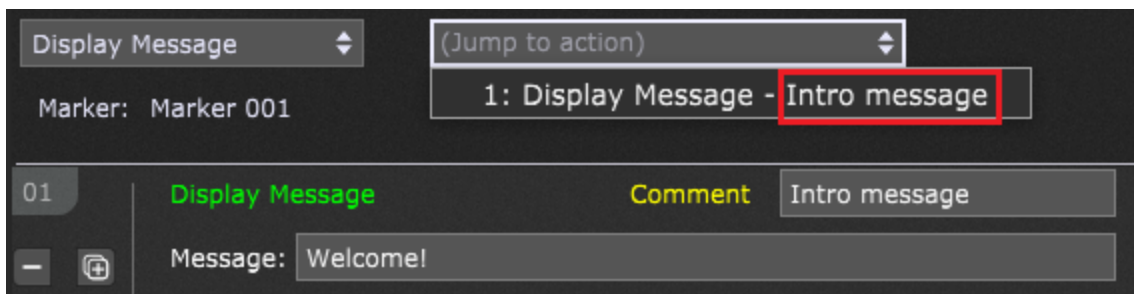 Display Message
(Jump to action)
1: Display Message - Intro message
Marker: Marker 001
01
Display Message
Comment
Intro message
Message: Welcome!